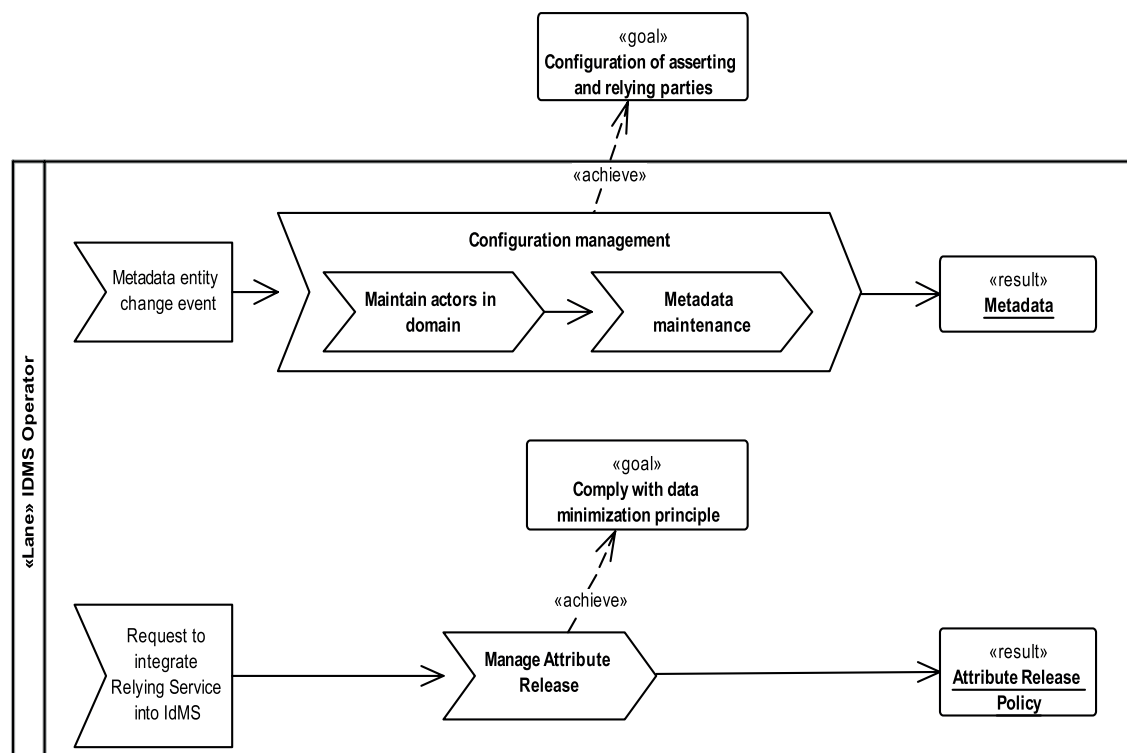 «goal»
Configuration of asserting
and relying parties
«achieve»
Configuration management
Metadata entity
change event
Maintain actors in
domain
Metadata
maintenance
«result»
Metadata
«Lane» IDMS Operator
«goal»
Comply with data
minimization principle
«achieve»
Request to
integrate
Relying Service
into IdMS
Manage Attribute
Release
«result»
Attribute Release
Policy